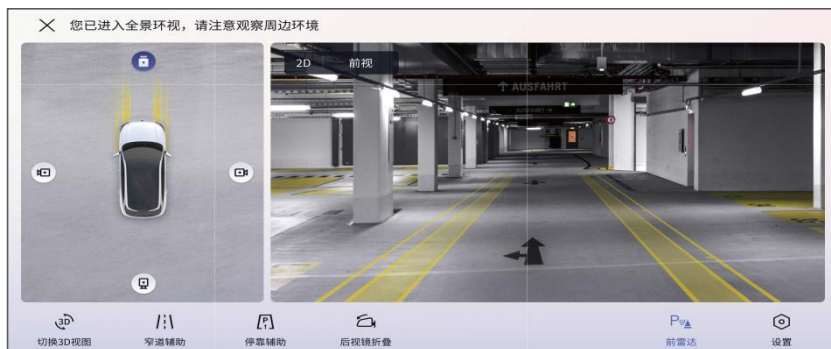 您已进入全景环视，请注意观察周边环境
2D 前视
↑ AUSFAHRT
AUSFAHRT →
3D
P
P
切换3D视图 窄道辅助 停靠辅助 后视镜折叠 前雷达 设置